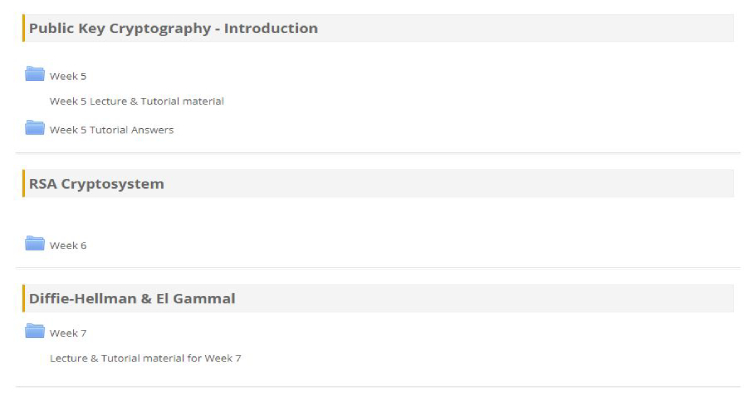 Public Key Cryptography - Introduction
Week 5
Week 5 Lecture & Tutorial material
Week 5 Tutorial Answers
RSA Cryptosystem
Week 6
Diffie-Hellman & El Gammal
Week 7
Lecture & Tutorial material for Week 7